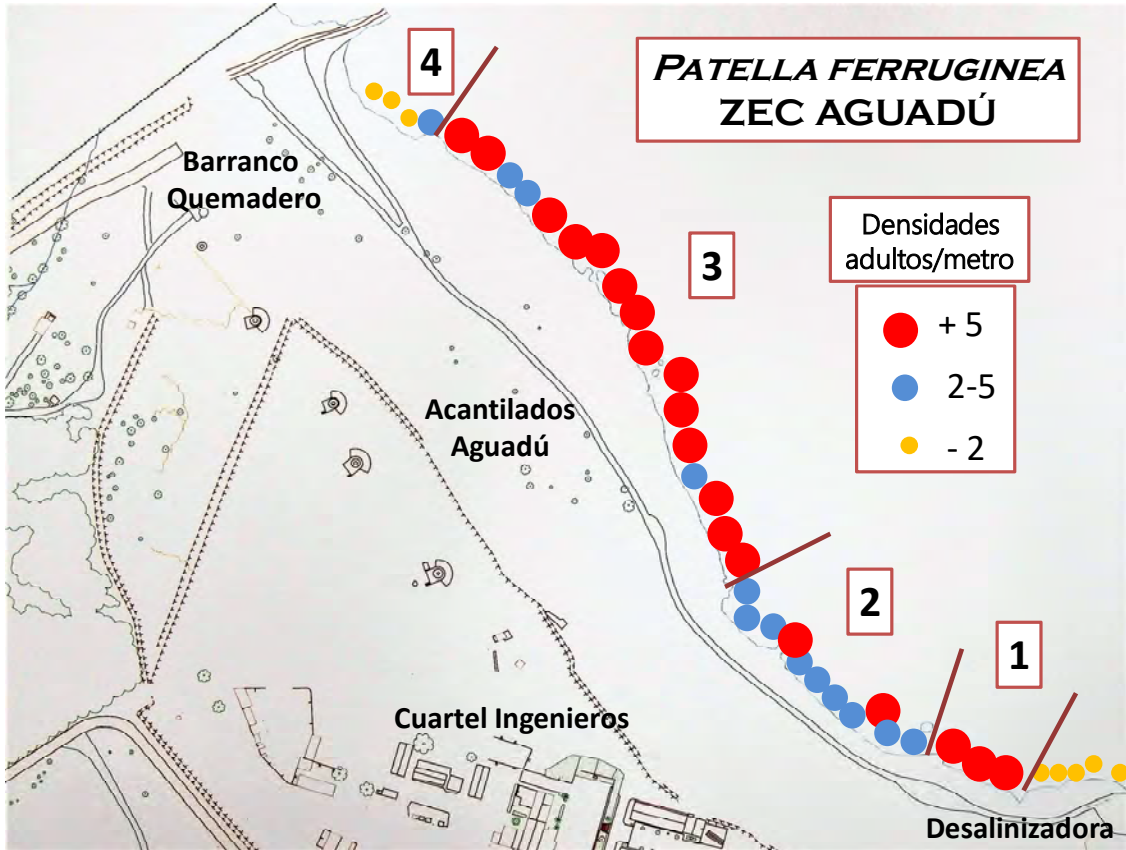 PATELLA FERRUGINEA
ZEC AGUADÚ
4
Barranco
Quemadero
3
Densidades
adultos/metro
+ 5
2-5
- 2
Acantilados
Aguadú
2
1
Cuartel Ingenieros
Desalinizadora